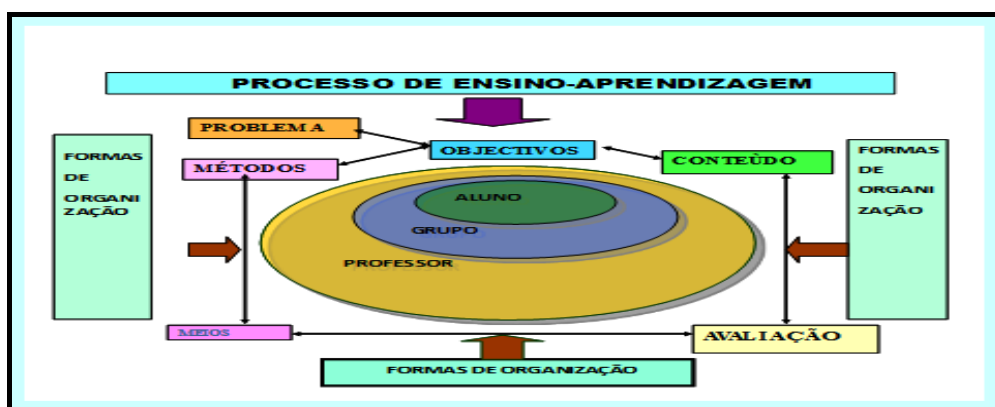 PROCESSO DE ENSINO-APRENDIZAGEM
PROBLEMA
OBJECTIVOS
MÉTODOS
CONTEÙDO
FORMAS
DE
ORGANI
ZAÇÃO
FORMAS
DE
ORGANI
ZAÇÃO
ALUNO
GRUPO
PROFESSOR
MEIOS
AVALIAÇÃO
FORMAS DE ORGANIZAÇÃO